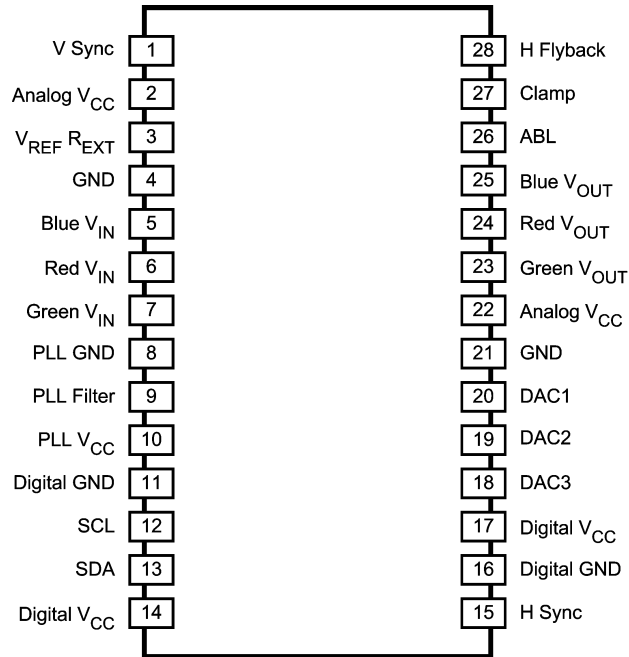 V Sync 1 28 H Flyback
Analog VCC 2 27 Clamp
VREF REXT 3 26 ABL
GND 4 25 Blue VOUT
Blue VIN 5 24 Red VOUT
Red VIN 6 23 Green VOUT
Green VIN 7 22 Analog VCC
PLL GND 8 21 GND
PLL Filter 9 20 DAC1
PLL VCC 10 19 DAC2
Digital GND 11 18 DAC3
SCL 12 17 Digital VCC
SDA 13 16 Digital GND
Digital VCC 14 15 H Sync